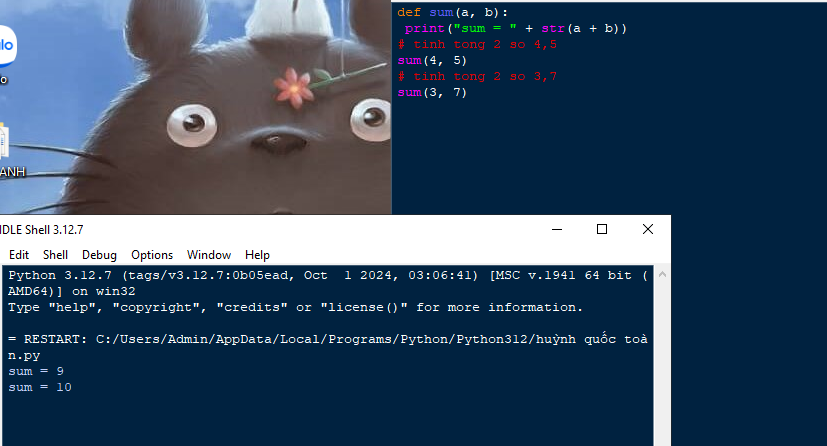 def sum(a, b):
 print("sum = " + str(a + b))
# tinh tong 2 so 4,5
sum(4, 5)
# tinh tong 2 so 3,7
sum(3, 7)
alo
o
ANH
IDLE Shell 3.12.7
Edit Shell Debug Options Window Help
Python 3.12.7 (tags/v3.12.7:0b05ead, Oct  1 2024, 03:06:41) [MSC v.1941 64 bit (
AMD64)] on win32
Type "help", "copyright", "credits" or "license()" for more information.
= RESTART: C:/Users/Admin/AppData/Local/Programs/Python/Python312/huỳnh quốc toà
n.py
sum = 9
sum = 10